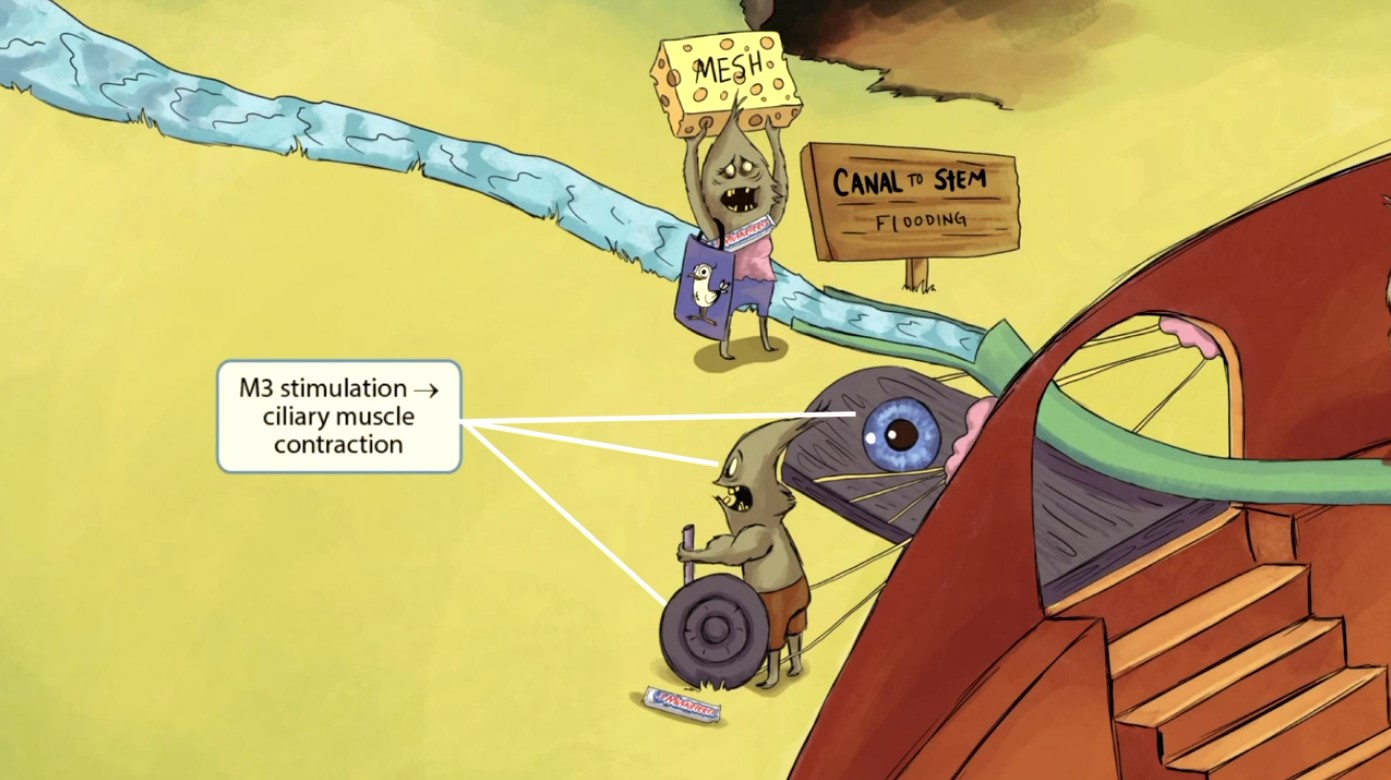 MESH
CANAL TO STEM
FLOODING
M3 stimulation →
ciliary muscle
contraction